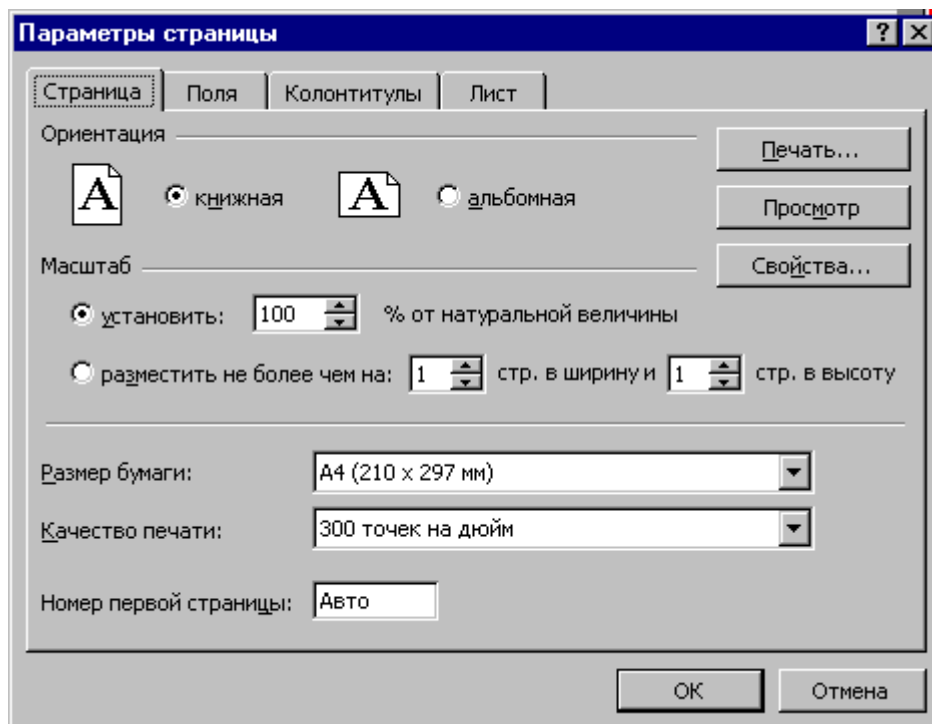 Параметры страницы
Страница Поля Колонтитулы Лист
Ориентация
Печать...
A книжная A альбомная
Просмотр
Масштаб
Свойства...
установить: 100 % от натуральной величины
разместить не более чем на: 1 стр. в ширину и 1 стр. в высоту
Размер бумаги: A4 (210 x 297 мм)
Качество печати: 300 точек на дюйм
Номер первой страницы: Авто
OK Отмена